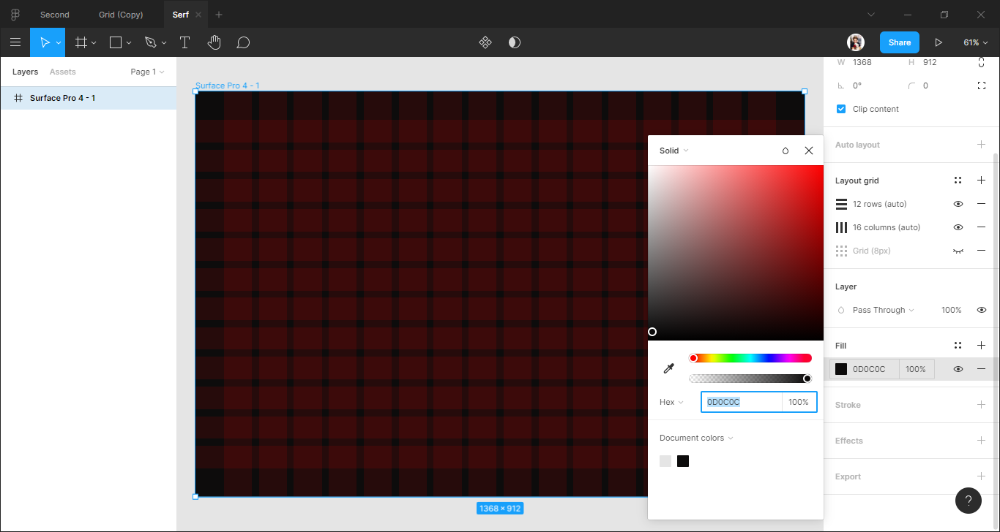 Second
Grid (Copy)
Serf
Share
61%
Layers
Assets
Page 1
Surface Pro 4 - 1
Surface Pro 4 - 1
1368 × 912
Solid
Hex
0D0C0C
100%
Document colors
W
1368
H
912
0°
0
Clip content
Auto layout
Layout grid
12 rows (auto)
16 columns (auto)
Grid (8px)
Layer
Pass Through
100%
Fill
0D0C0C
100%
Stroke
Effects
Export
?